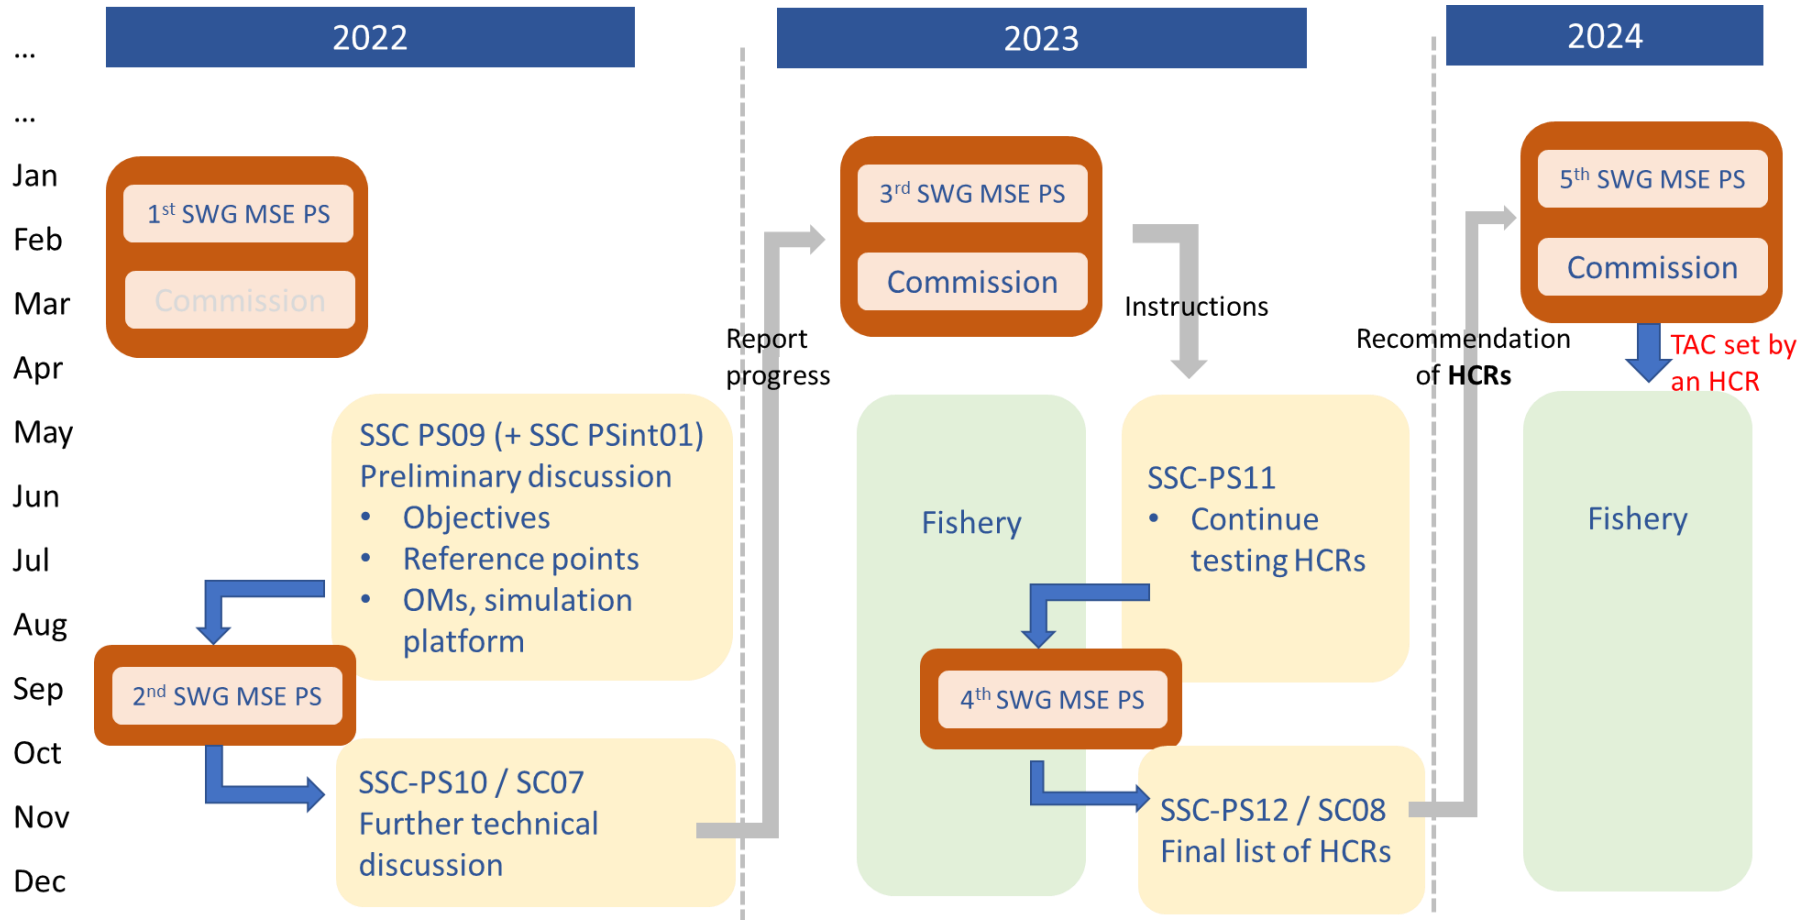 2022
2023
2024
...
...
Jan
Feb
Mar
Apr
May
Jun
Jul
Aug
Sep
Oct
Nov
Dec
1st SWG MSE PS
Commission
SSC PS09 (+ SSC PSint01)
Preliminary discussion
• Objectives
• Reference points
• OMs, simulation
platform
2nd SWG MSE PS
SSC-PS10 / SC07
Further technical
discussion
Report
progress
3rd SWG MSE PS
Commission
Instructions
Fishery
SSC-PS11
• Continue
testing HCRs
4th SWG MSE PS
SSC-PS12 / SC08
Final list of HCRs
Recommendation
of HCRs
5th SWG MSE PS
Commission
TAC set by
an HCR
Fishery